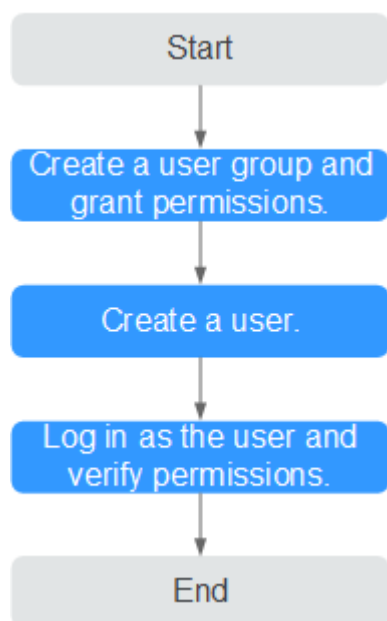 Start
Create a user group and
grant permissions.
Create a user.
Log in as the user and
verify permissions.
End